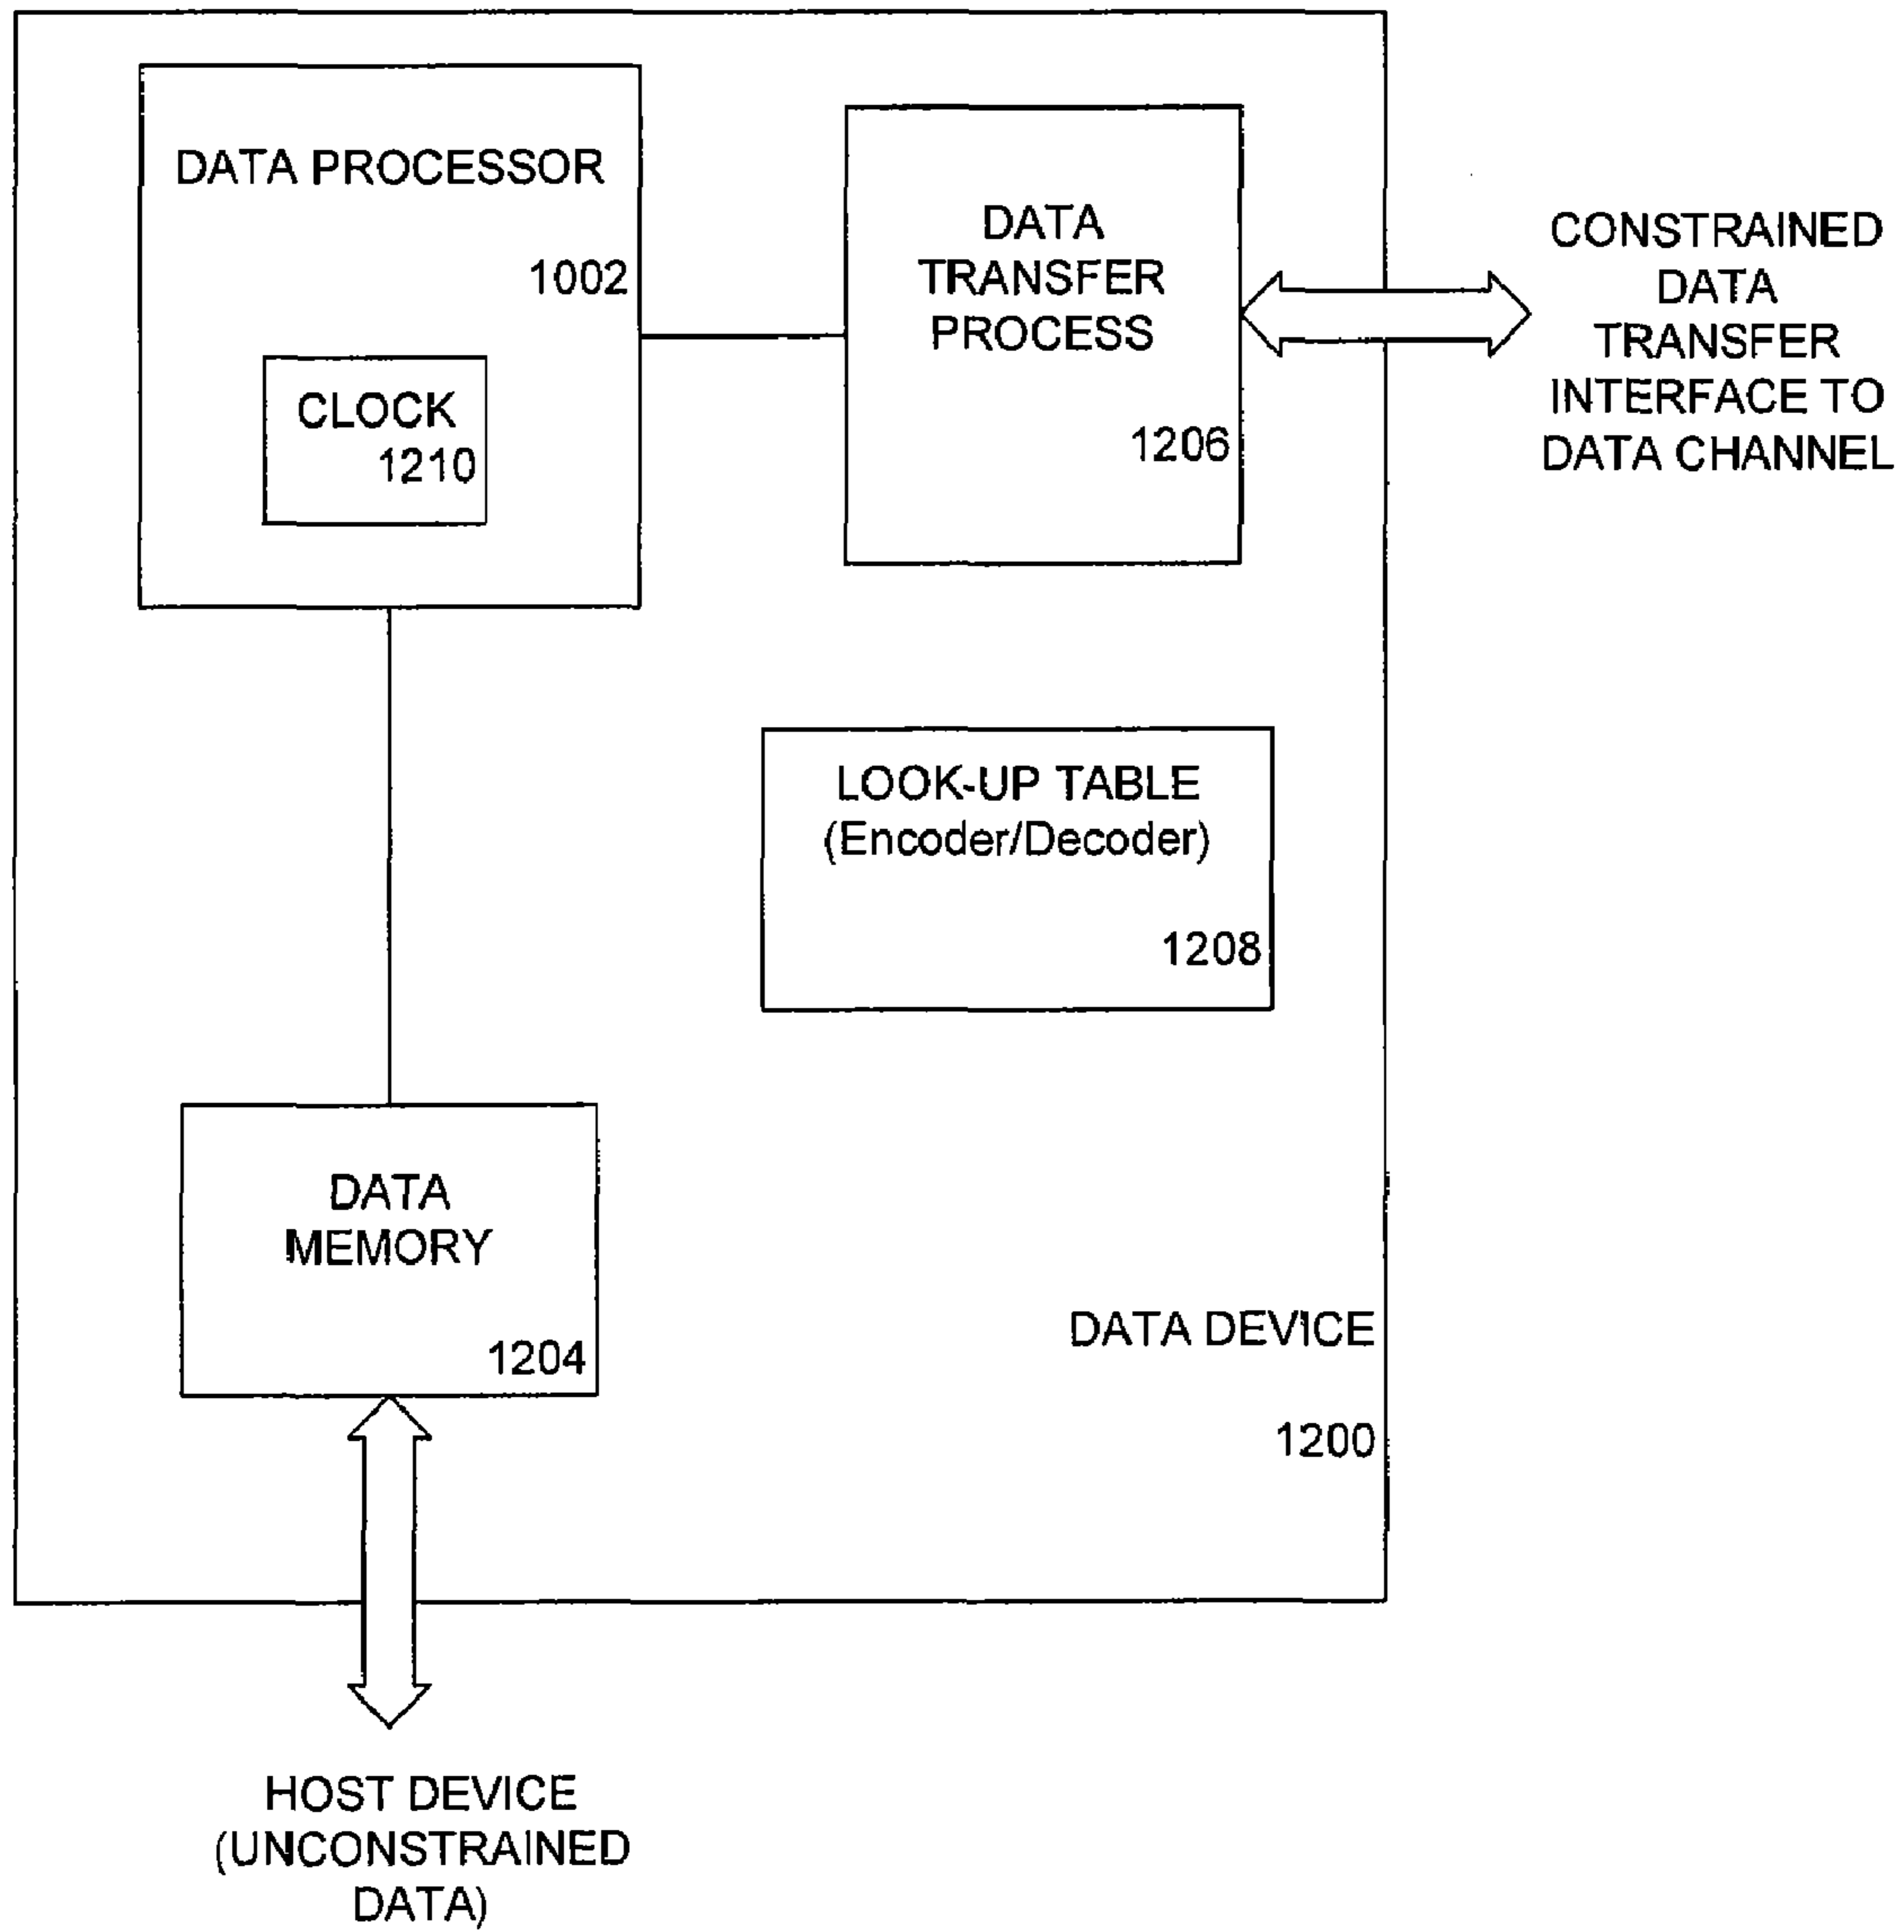 DATA PROCESSOR
1002
CLOCK
1210
DATA
TRANSFER
PROCESS
1206
CONSTRAINED
DATA
TRANSFER
INTERFACE TO
DATA CHANNEL
LOOK-UP TABLE
(Encoder/Decoder)
1208
DATA
MEMORY
1204
DATA DEVICE
1200
HOST DEVICE
(UNCONSTRAINED
DATA)